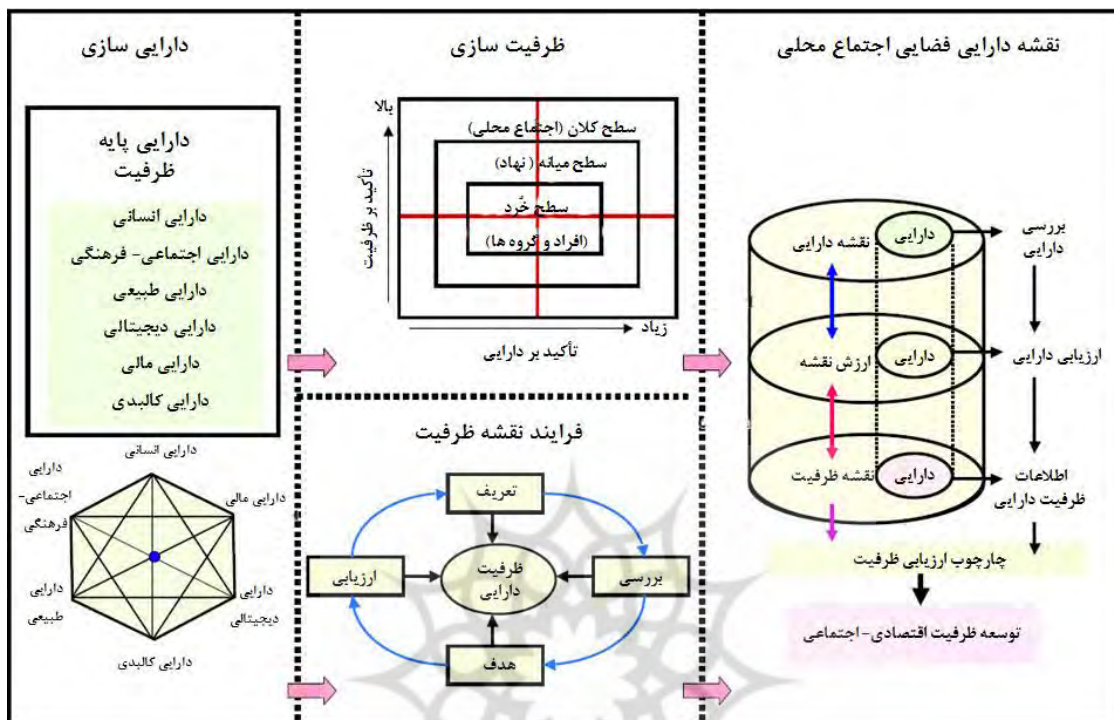 دارایی سازی
دارایی پایه
ظرفیت
دارایی انسانی
دارایی اجتماعی- فرهنگی
دارایی طبیعی
دارایی دیجیتالی
دارایی مالی
دارایی کالبدی
دارایی انسانی
دارایی
اجتماعی-
فرهنگی
دارایی مالی
دارایی
طبیعی
دارایی
دیجیتالی
دارایی کالبدی
ظرفیت سازی
بالا
تأکید بر ظرفیت
سطح کلان (اجتماع محلی)
سطح میانه ( نهاد)
سطح خُرد
(افراد و گروه ها)
زیاد
تأکید بر دارایی
فرایند نقشه ظرفیت
تعریف
ارزیابی
ظرفیت
دارایی
بررسی
هدف
نقشه دارایی فضایی اجتماع محلی
نقشه دارایی
دارایی
بررسی
دارایی
ارزش نقشه
دارایی
ارزیابی دارایی
نقشه ظرفیت
دارایی
اطلاعات
ظرفیت دارایی
چارچوب ارزیابی ظرفیت
توسعه ظرفیت اقتصادی- اجتماعی